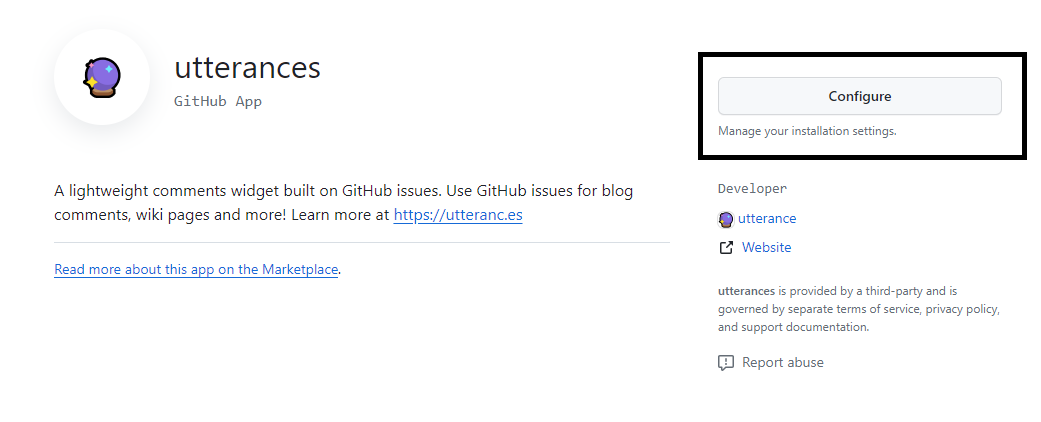 utterances
GitHub App
A lightweight comments widget built on GitHub issues. Use GitHub issues for blog
comments, wiki pages and more! Learn more at https://utteranc.es
Read more about this app on the Marketplace.
Configure
Manage your installation settings.
Developer
utterance
Website
utterances is provided by a third-party and is
governed by separate terms of service, privacy policy,
and support documentation.
Report abuse